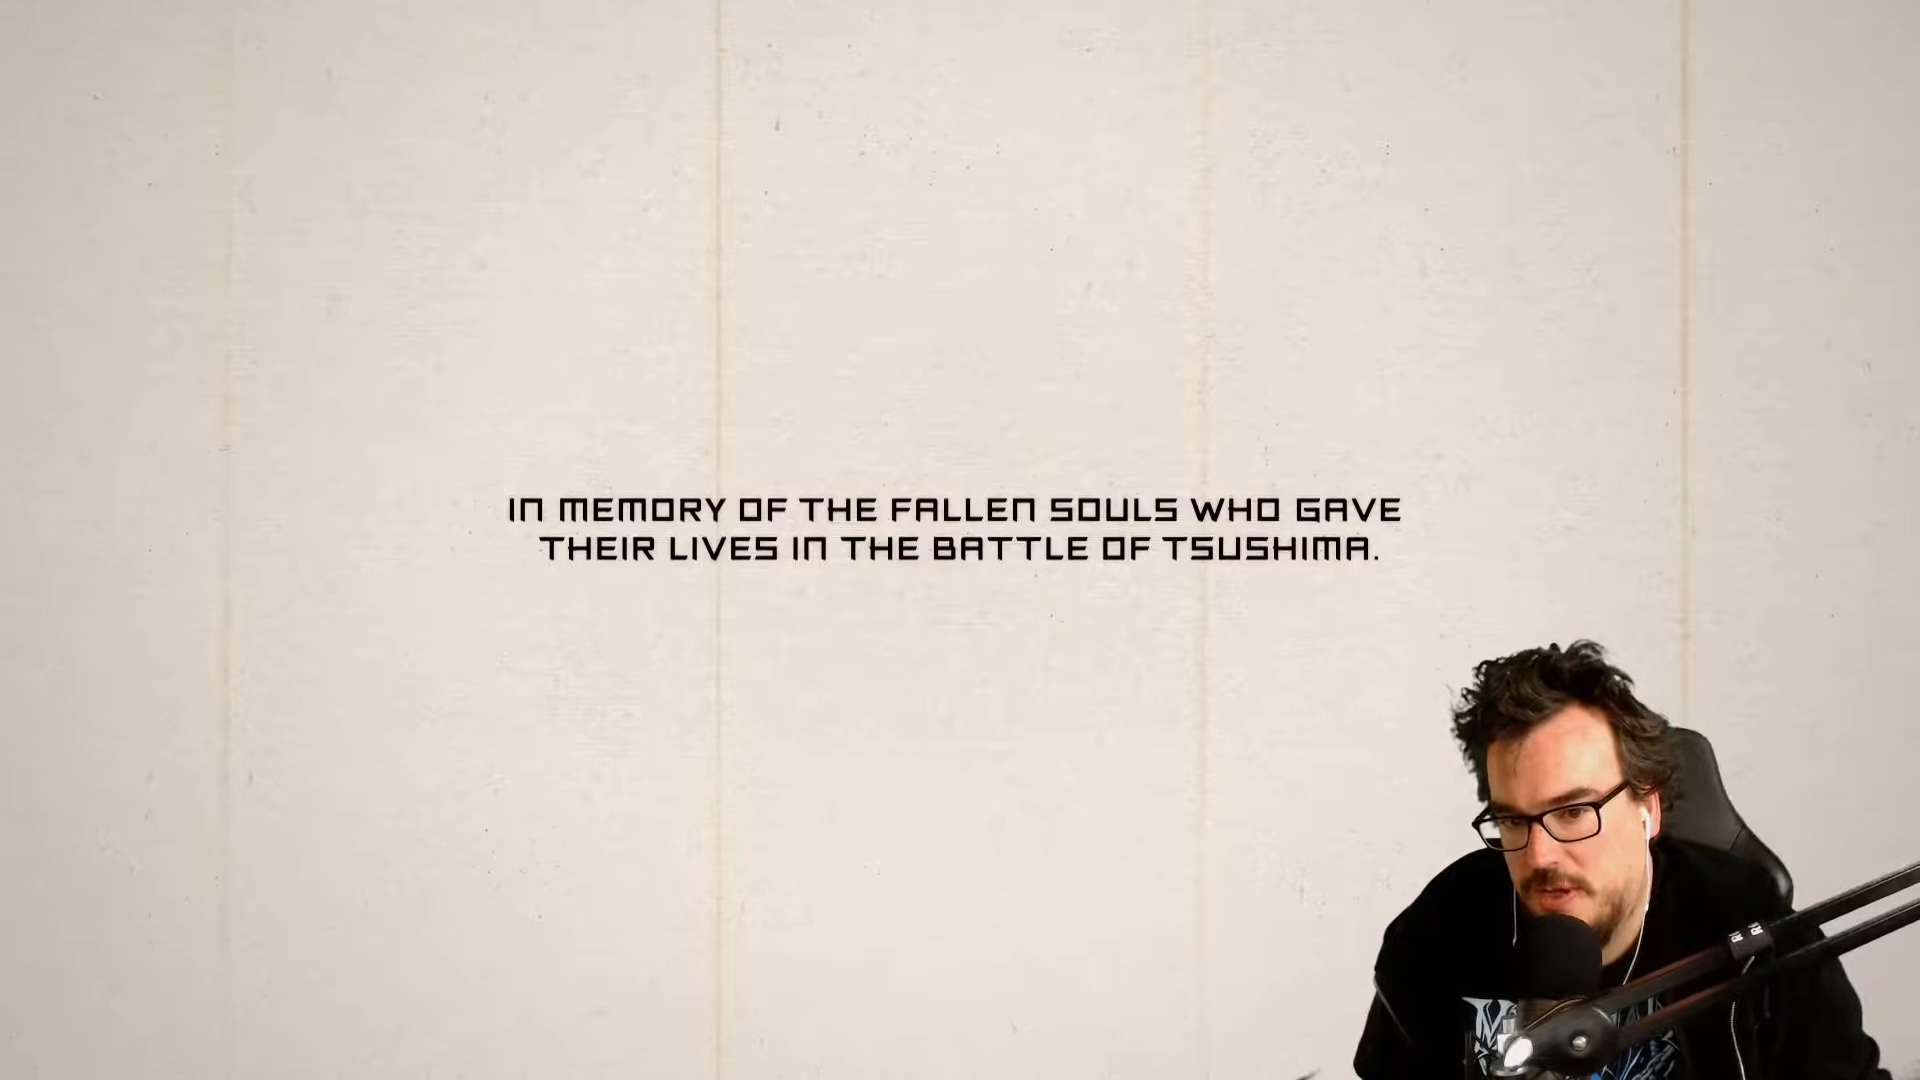 IN MEMORY OF THE FALLEN SOULS WHO GAVE
THEIR LIVES IN THE BATTLE OF TSUSHIMA.